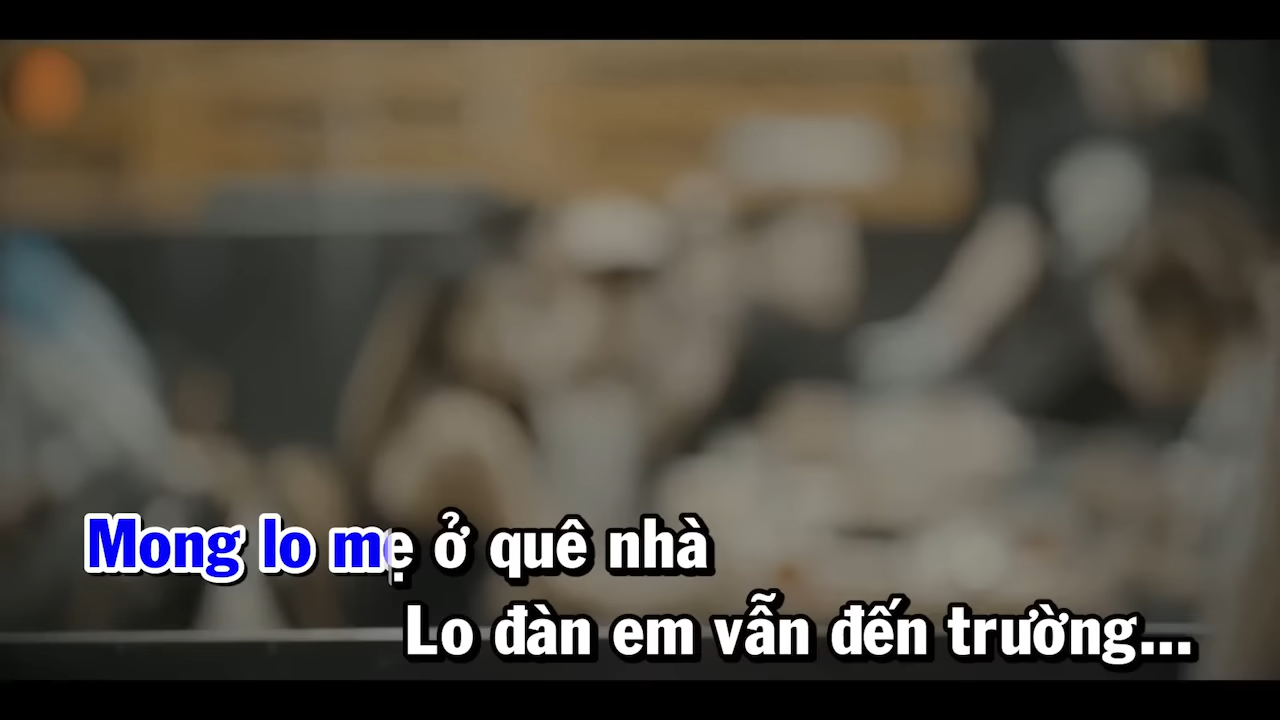 Mong lo mẹ ở quê nhà
Lo đàn em vẫn đến trường...